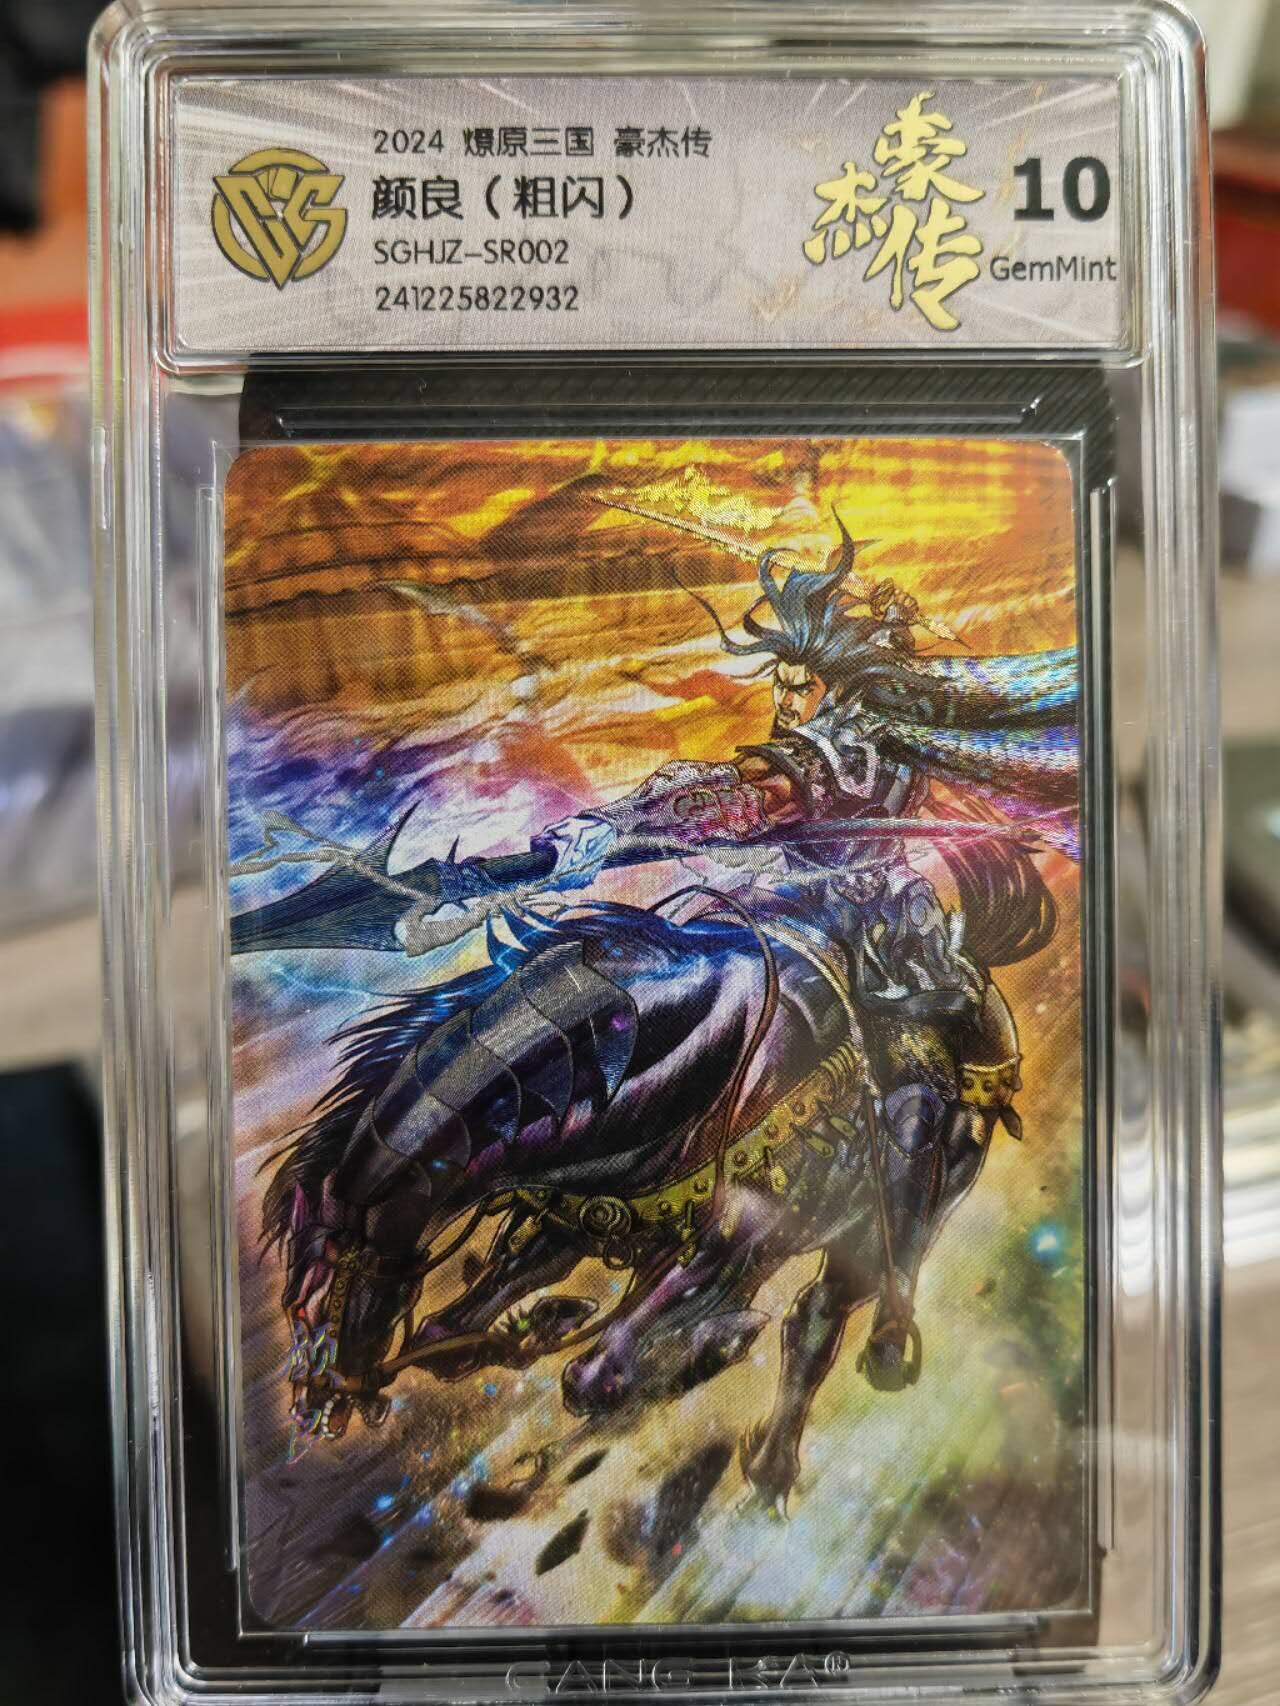 2024 燎原三国 豪杰传
颜良（粗闪）
SGHJZ-SR002
241225822932
豪
杰传
10
GemMint
颜良
CANG KA®